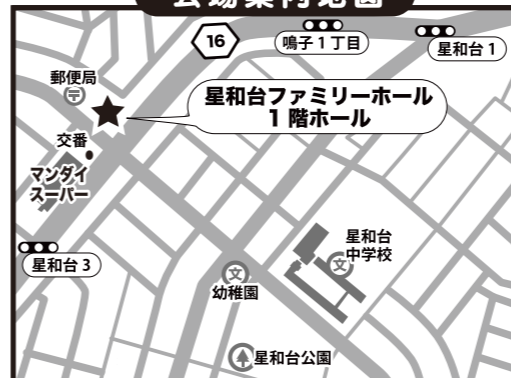 会場案内地図
16
鳴子1丁目
星和台1
郵便局
星和台ファミリーホール
1階ホール
交番
マンダイ
スーパー
星和台3
星和台
中学校
文
文
幼稚園
星和台公園